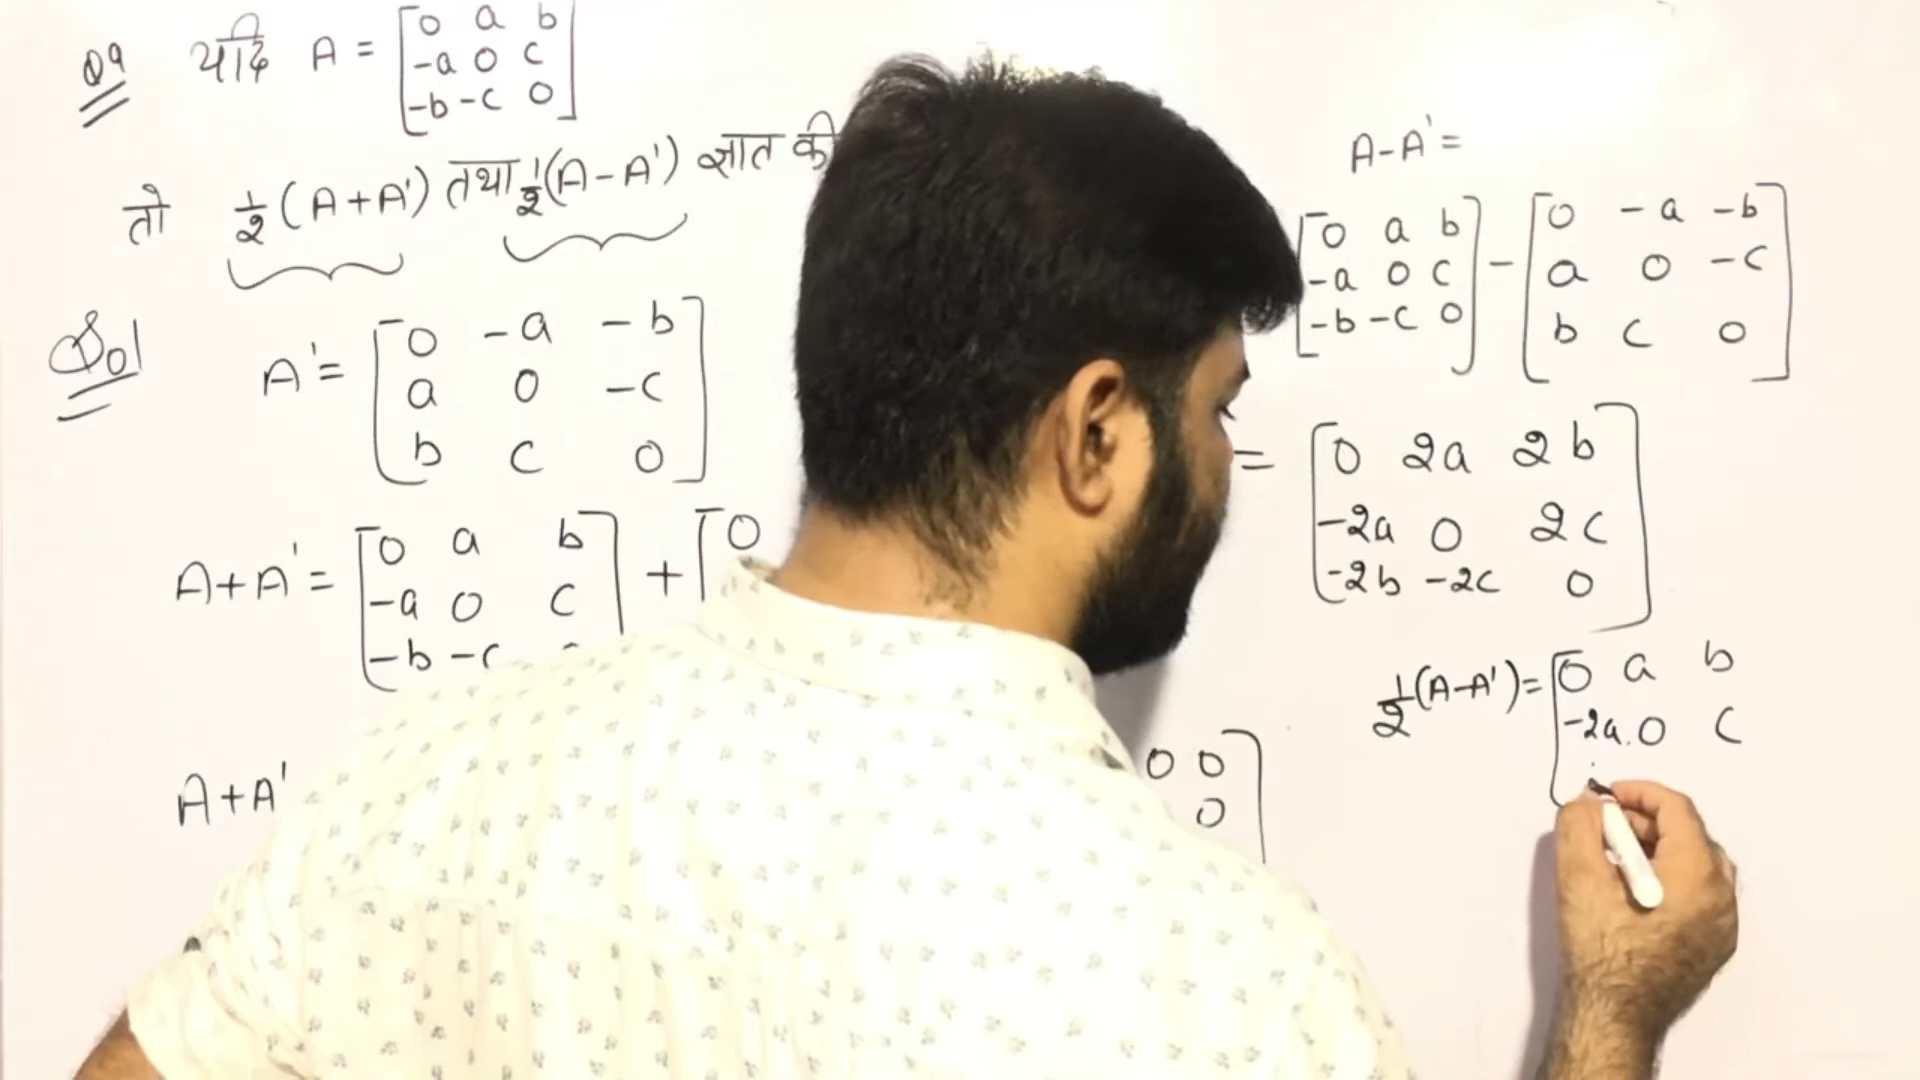 Q9 यदि A = [0 a b
-a 0 c
-b -c 0]
तो 1/2 (A+A') तथा 1/2 (A-A') ज्ञात की
Sol A' = [0 -a -b
a 0 -c
b c 0]
A+A' = [0 a b
-a 0 c
-b -c] + [0
A+A'
0 0
0]
A-A' =
[0 a b
-a 0 c
-b -c 0] - [0 -a -b
a 0 -c
b c 0]
= [0 2a 2b
-2a 0 2c
-2b -2c 0]
1/2 (A-A') = [0 a b
-2a. 0 c